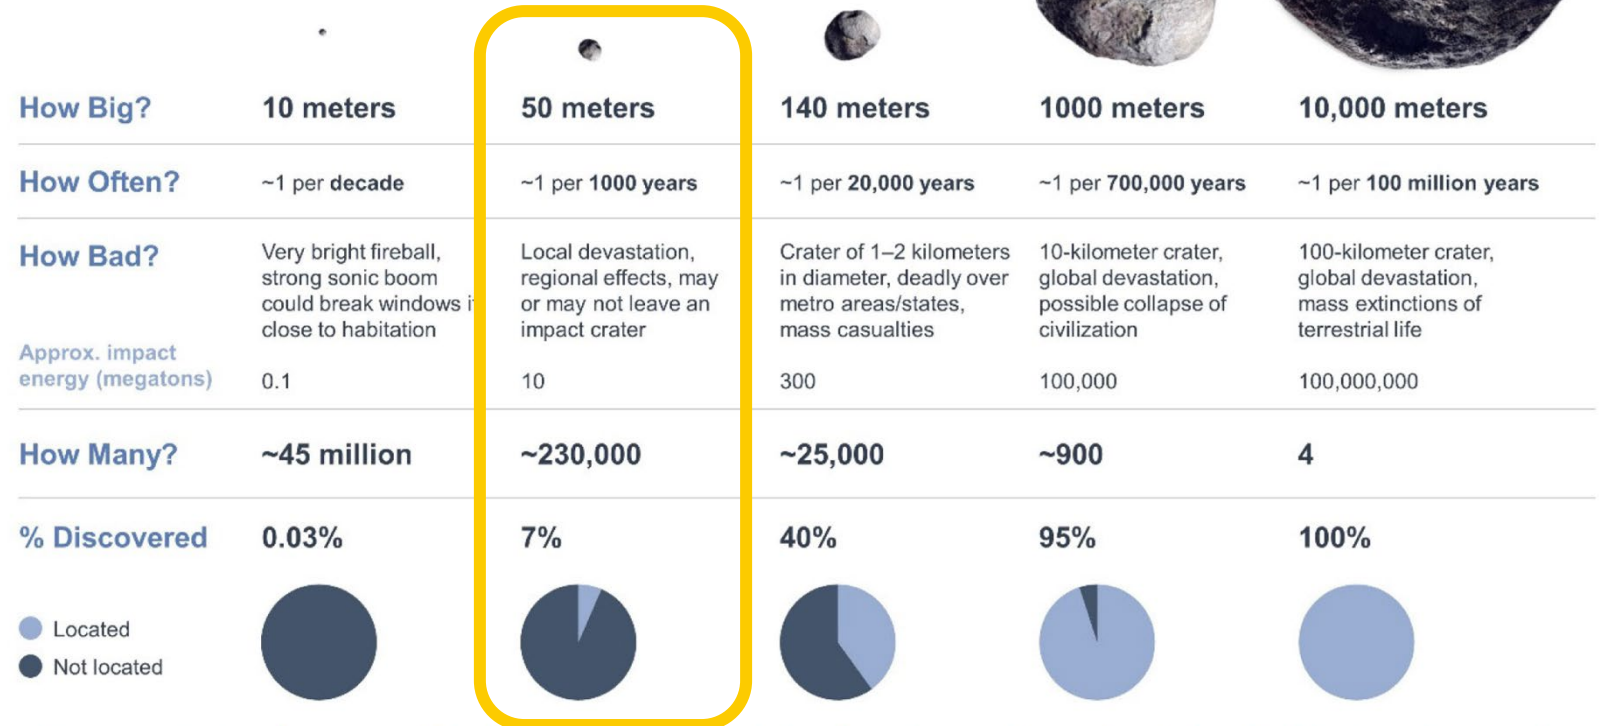 How Big?
10 meters
50 meters
140 meters
1000 meters
10,000 meters
How Often?
~1 per decade
~1 per 1000 years
~1 per 20,000 years
~1 per 700,000 years
~1 per 100 million years
How Bad?
Very bright fireball,
strong sonic boom
could break windows
close to habitation
Local devastation,
regional effects, may
or may not leave an
impact crater
Crater of 1–2 kilometers
in diameter, deadly over
metro areas/states,
mass casualties
10-kilometer crater,
global devastation,
possible collapse of
civilization
100-kilometer crater,
global devastation,
mass extinctions of
terrestrial life
Approx. impact
energy (megatons)
0.1
10
300
100,000
100,000,000
How Many?
~45 million
~230,000
~25,000
~900
4
% Discovered
0.03%
7%
40%
95%
100%
Located
Not located